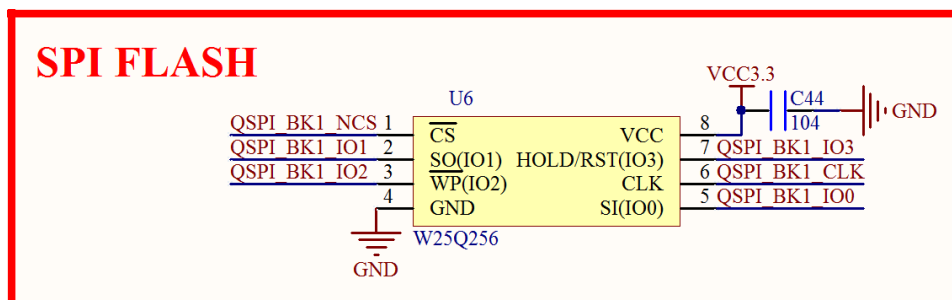 SPI FLASH
VCC3.3
U6
C44
104
GND
QSPI_BK1_NCS 1 CS VCC 8
QSPI_BK1_IO1 2 SO(IO1) HOLD/RST(IO3) 7 QSPI_BK1_IO3
QSPI_BK1_IO2 3 WP(IO2) CLK 6 QSPI_BK1_CLK
4 GND SI(IO0) 5 QSPI_BK1_IO0
W25Q256
GND